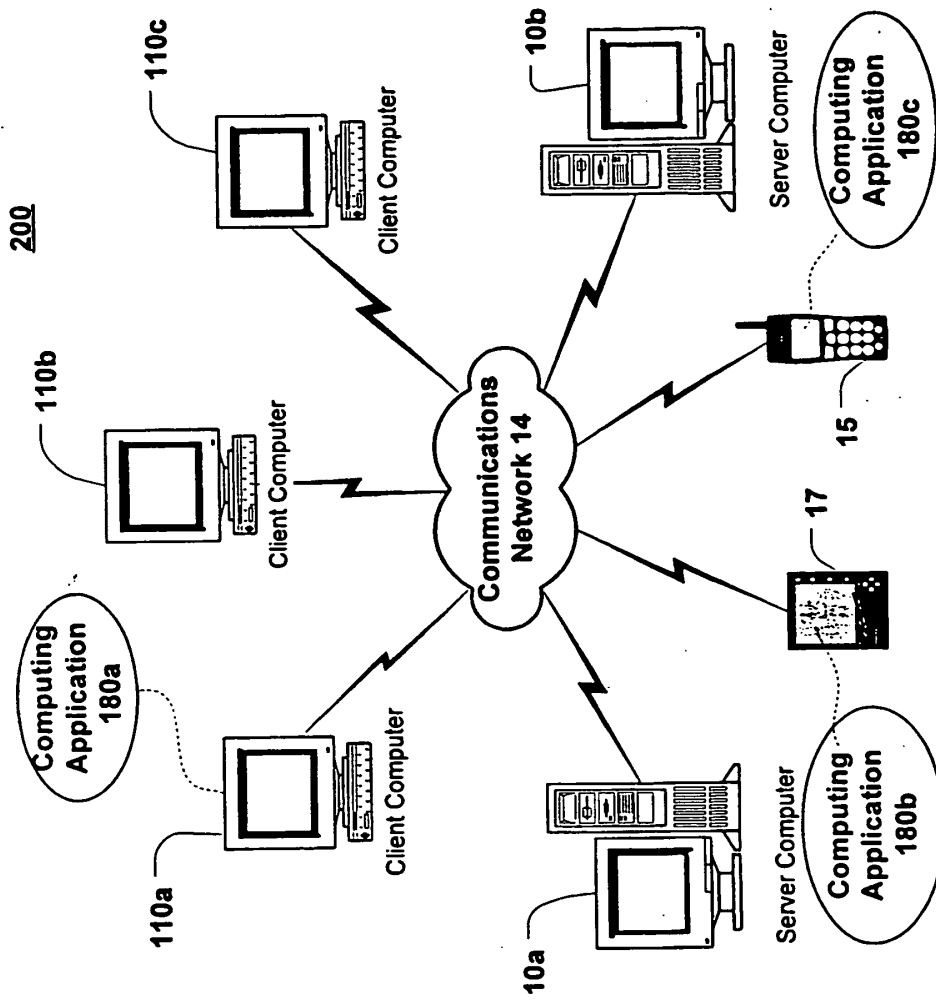 200
110a
Computing
Application
180a
Client Computer
110b
Client Computer
110c
Client Computer
Communications
Network 14
10a
Server Computer
Computing
Application
180b
17
15
10b
Server Computer
Computing
Application
180c